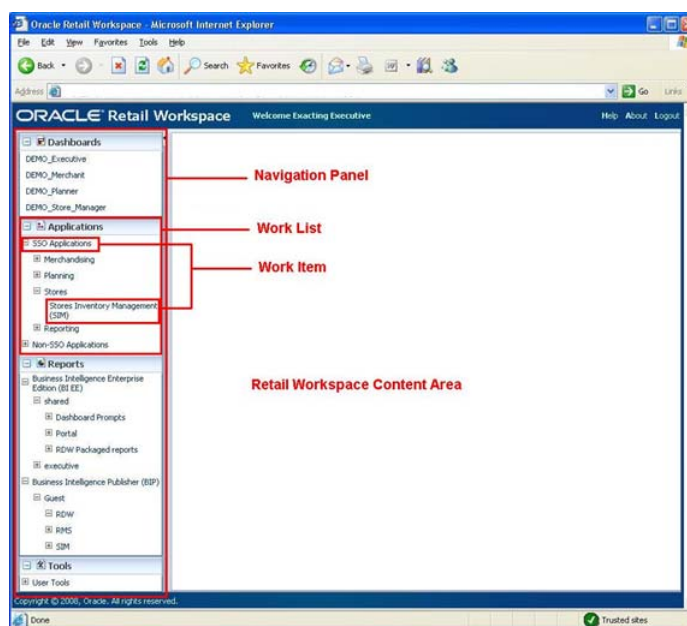 Oracle Retail Workspace - Microsoft Internet Explorer
File Edit View Favorites Tools Help
Back Search Favorites
Address Go Links
ORACLE Retail Workspace Welcome Exacting Executive Help About Logout
Dashboards
DEMO_Executive
DEMO_Merchant
DEMO_Planner
DEMO_Store_Manager
Applications
SSO Applications
Merchandising
Planning
Stores
Stores Inventory Management
(SIM)
Reporting
Non-SSO Applications
Reports
Business Intelligence Enterprise
Edition (BI EE)
shared
Dashboard Prompts
Portal
RDW Packaged reports
executive
Business Intelligence Publisher (BIP)
Guest
RDW
RMS
SIM
Tools
User Tools
Navigation Panel
Work List
Work Item
Retail Workspace Content Area
Copyright © 2008, Oracle. All rights reserved.
Done Trusted sites